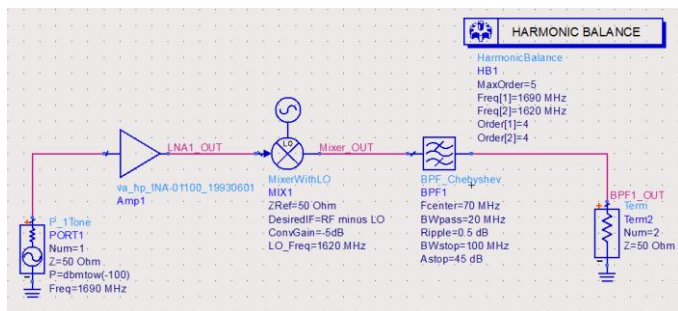 HARMONIC BALANCE
HarmonicBalance
HB1
MaxOrder=5
Freq[1]=1690 MHz
Freq[2]=1620 MHz
Order[1]=4
Order[2]=4
LNA1_OUT
LO
Mixer_OUT
va_hp_INA-01100_19930601
Amp1
MixerWithLO
MIX1
ZRef=50 Ohm
DesiredIF=RF minus LO
ConvGain=-5dB
LO_Freq=1620 MHz
BPF_Chebyshev
BPF1
Fcenter=70 MHz
BWpass=20 MHz
Ripple=0.5 dB
BWstop=100 MHz
Astop=45 dB
BPF1_OUT
Term
Term2
Num=2
Z=50 Ohm
P_1Tone
PORT1
Num=1
Z=50 Ohm
P=dbmtow(-100)
Freq=1690 MHz